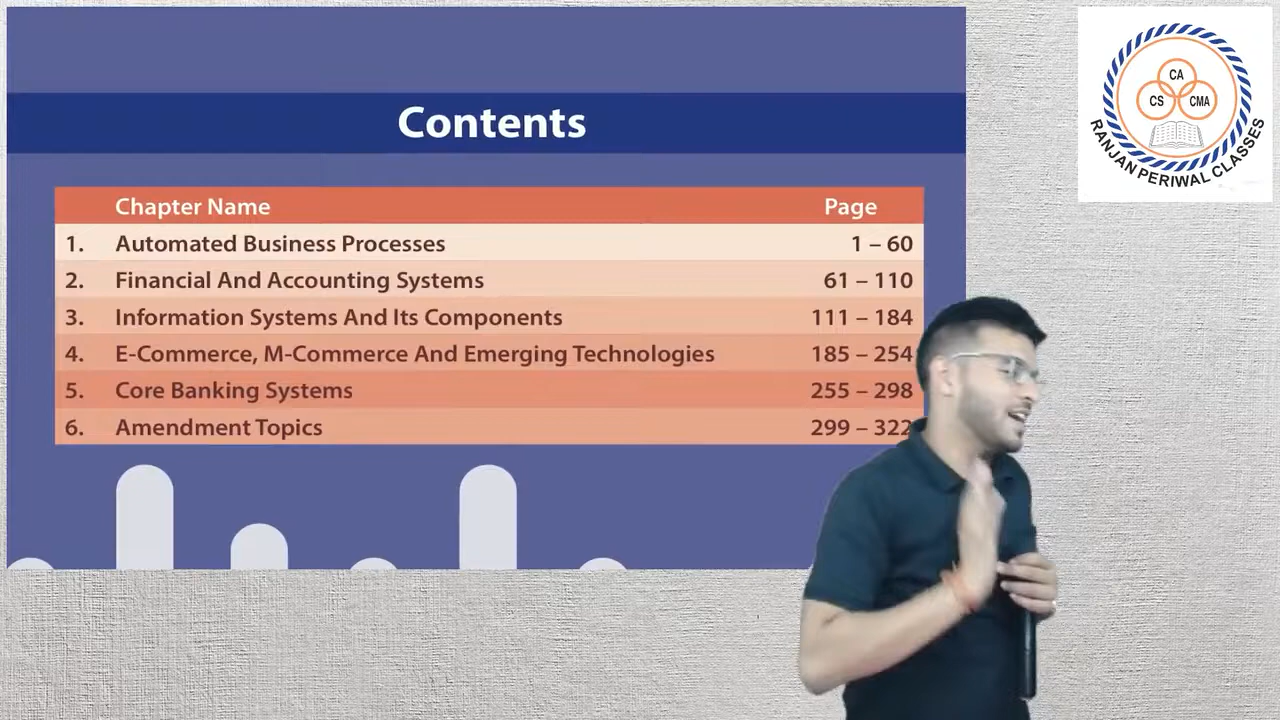 Contents
Chapter Name Page
1. Automated Business Processes 1 – 60
2. Financial And Accounting Systems 61 – 110
3. Information Systems And Its Components 111 – 184
4. E-Commerce, M-Commerce And Emerging Technologies 185 – 254
5. Core Banking Systems 255 – 298
6. Amendment Topics 299 – 322
CA
CS CMA
RANJAN PERIWAL CLASSES